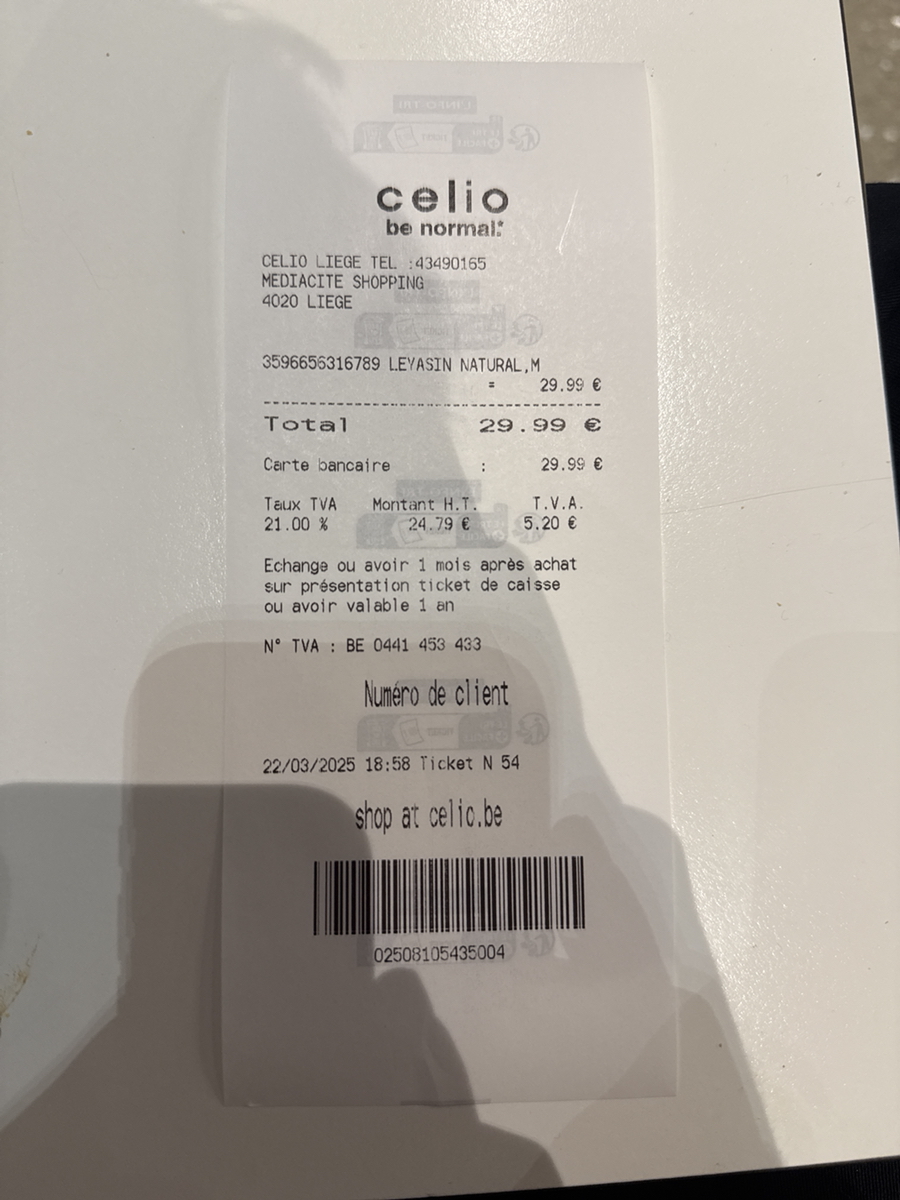 celio
be normal:*
CELIO LIEGE TEL :43490165
MEDIACITE SHOPPING
4020 LIEGE
3596656316789 LEYASIN NATURAL,M
= 29.99 €
Total 29.99 €
Carte bancaire : 29.99 €
Taux TVA Montant H.T. T.V.A.
21.00 % 24.79 € 5.20 €
Echange ou avoir 1 mois après achat
sur présentation ticket de caisse
ou avoir valable 1 an
N° TVA : BE 0441 453 433
Numéro de client
22/03/2025 18:58 Ticket N 54
shop at celio.be
02508105435004